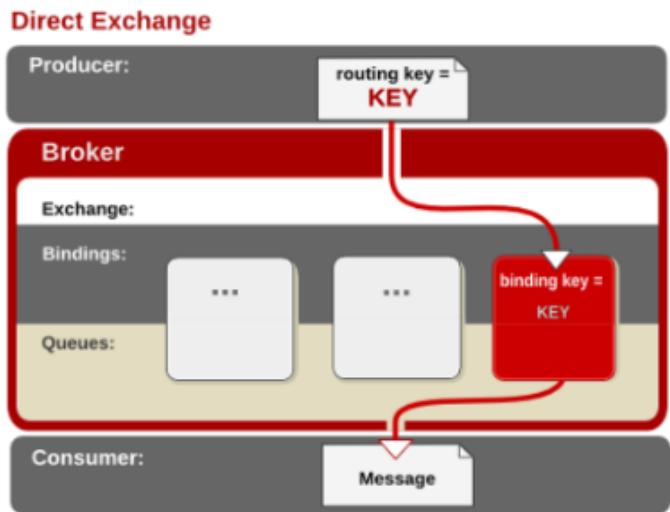 Direct Exchange
Producer:
routing key =
KEY
Broker
Exchange:
Bindings:
...
...
binding key =
KEY
Queues:
Consumer:
Message